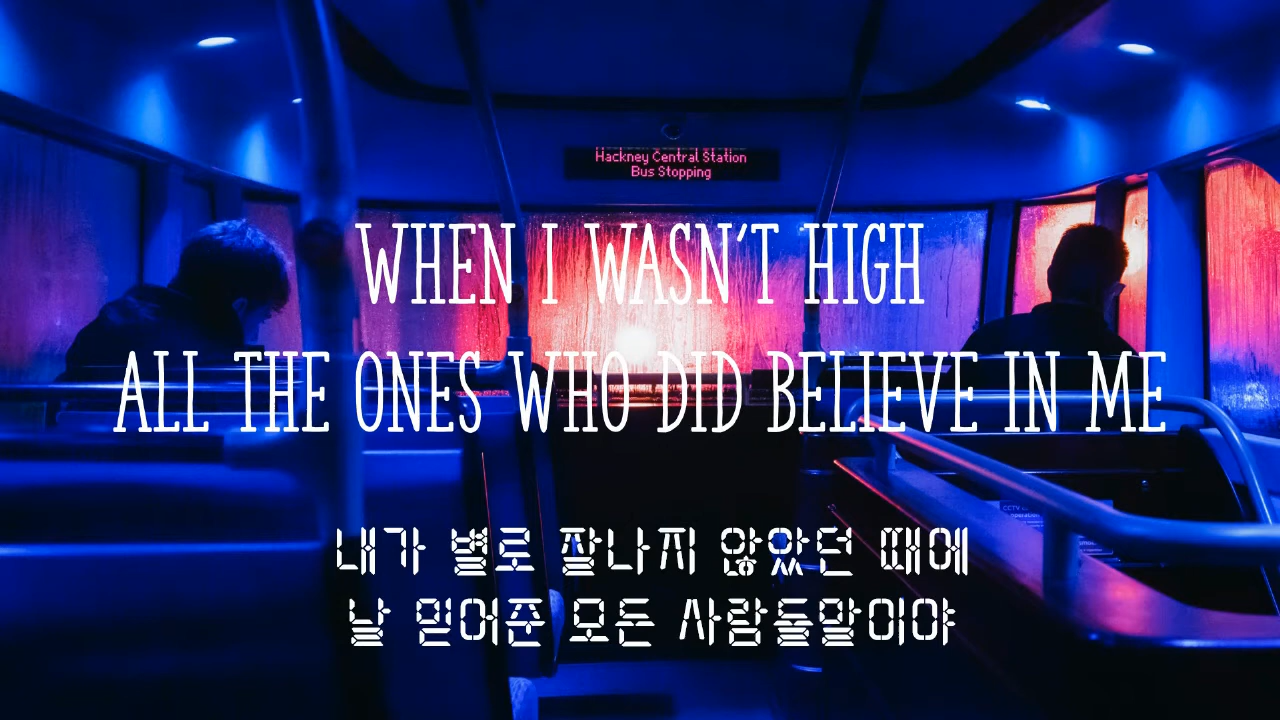 Hackney Central Station
Bus Stopping
WHEN I WASN'T HIGH
ALL THE ONES WHO DID BELIEVE IN ME
내가 별로 잘나지 않았던 때에
날 믿어준 모든 사람들말이야
CCTV